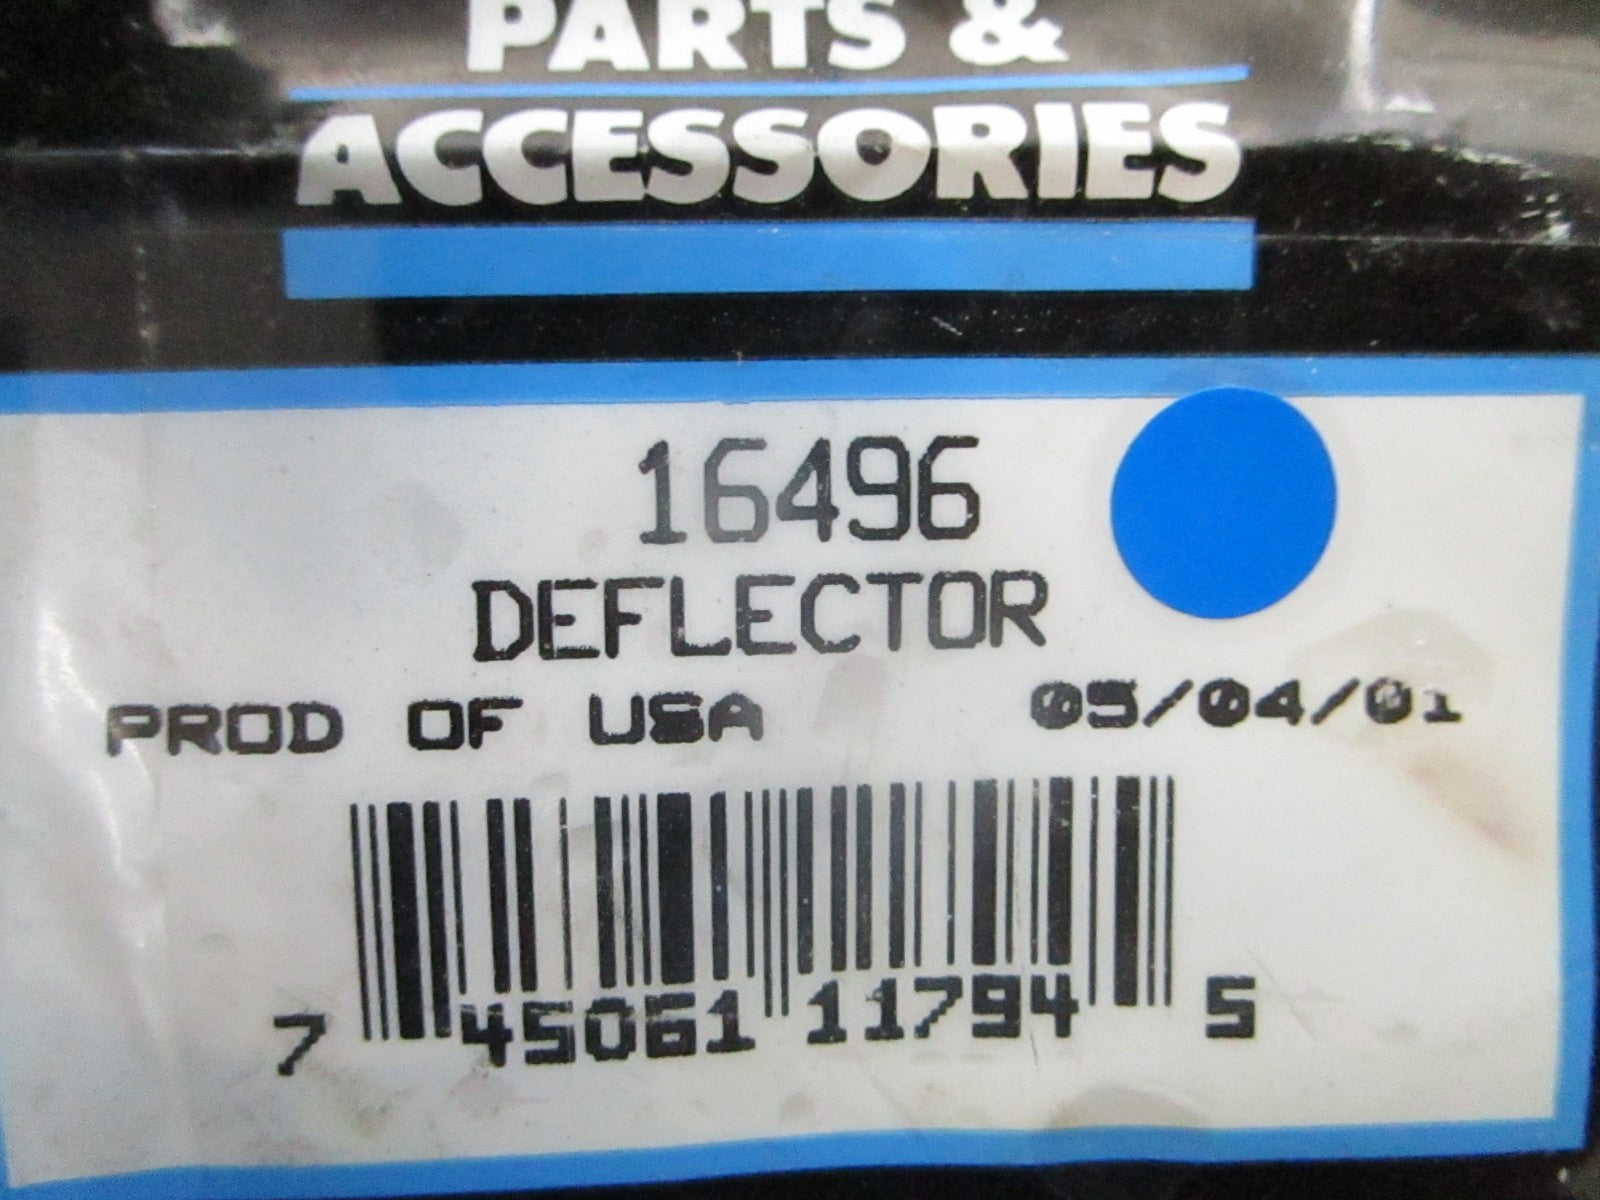 PARTS &
ACCESSORIES
16496
DEFLECTOR
PROD OF USA 05/04/01
7 45061 11794 5